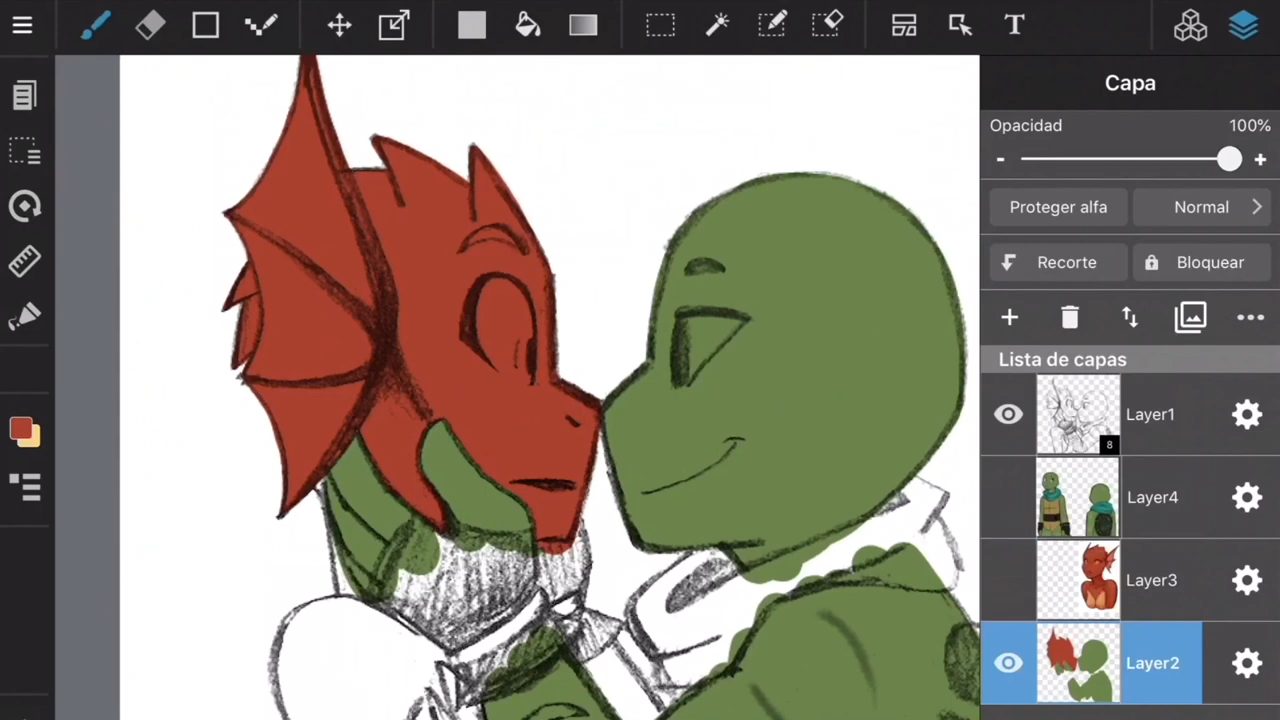 Capa
Opacidad 100%
Proteger alfa Normal
Recorte Bloquear
Lista de capas
Layer1
8
Layer4
Layer3
Layer2